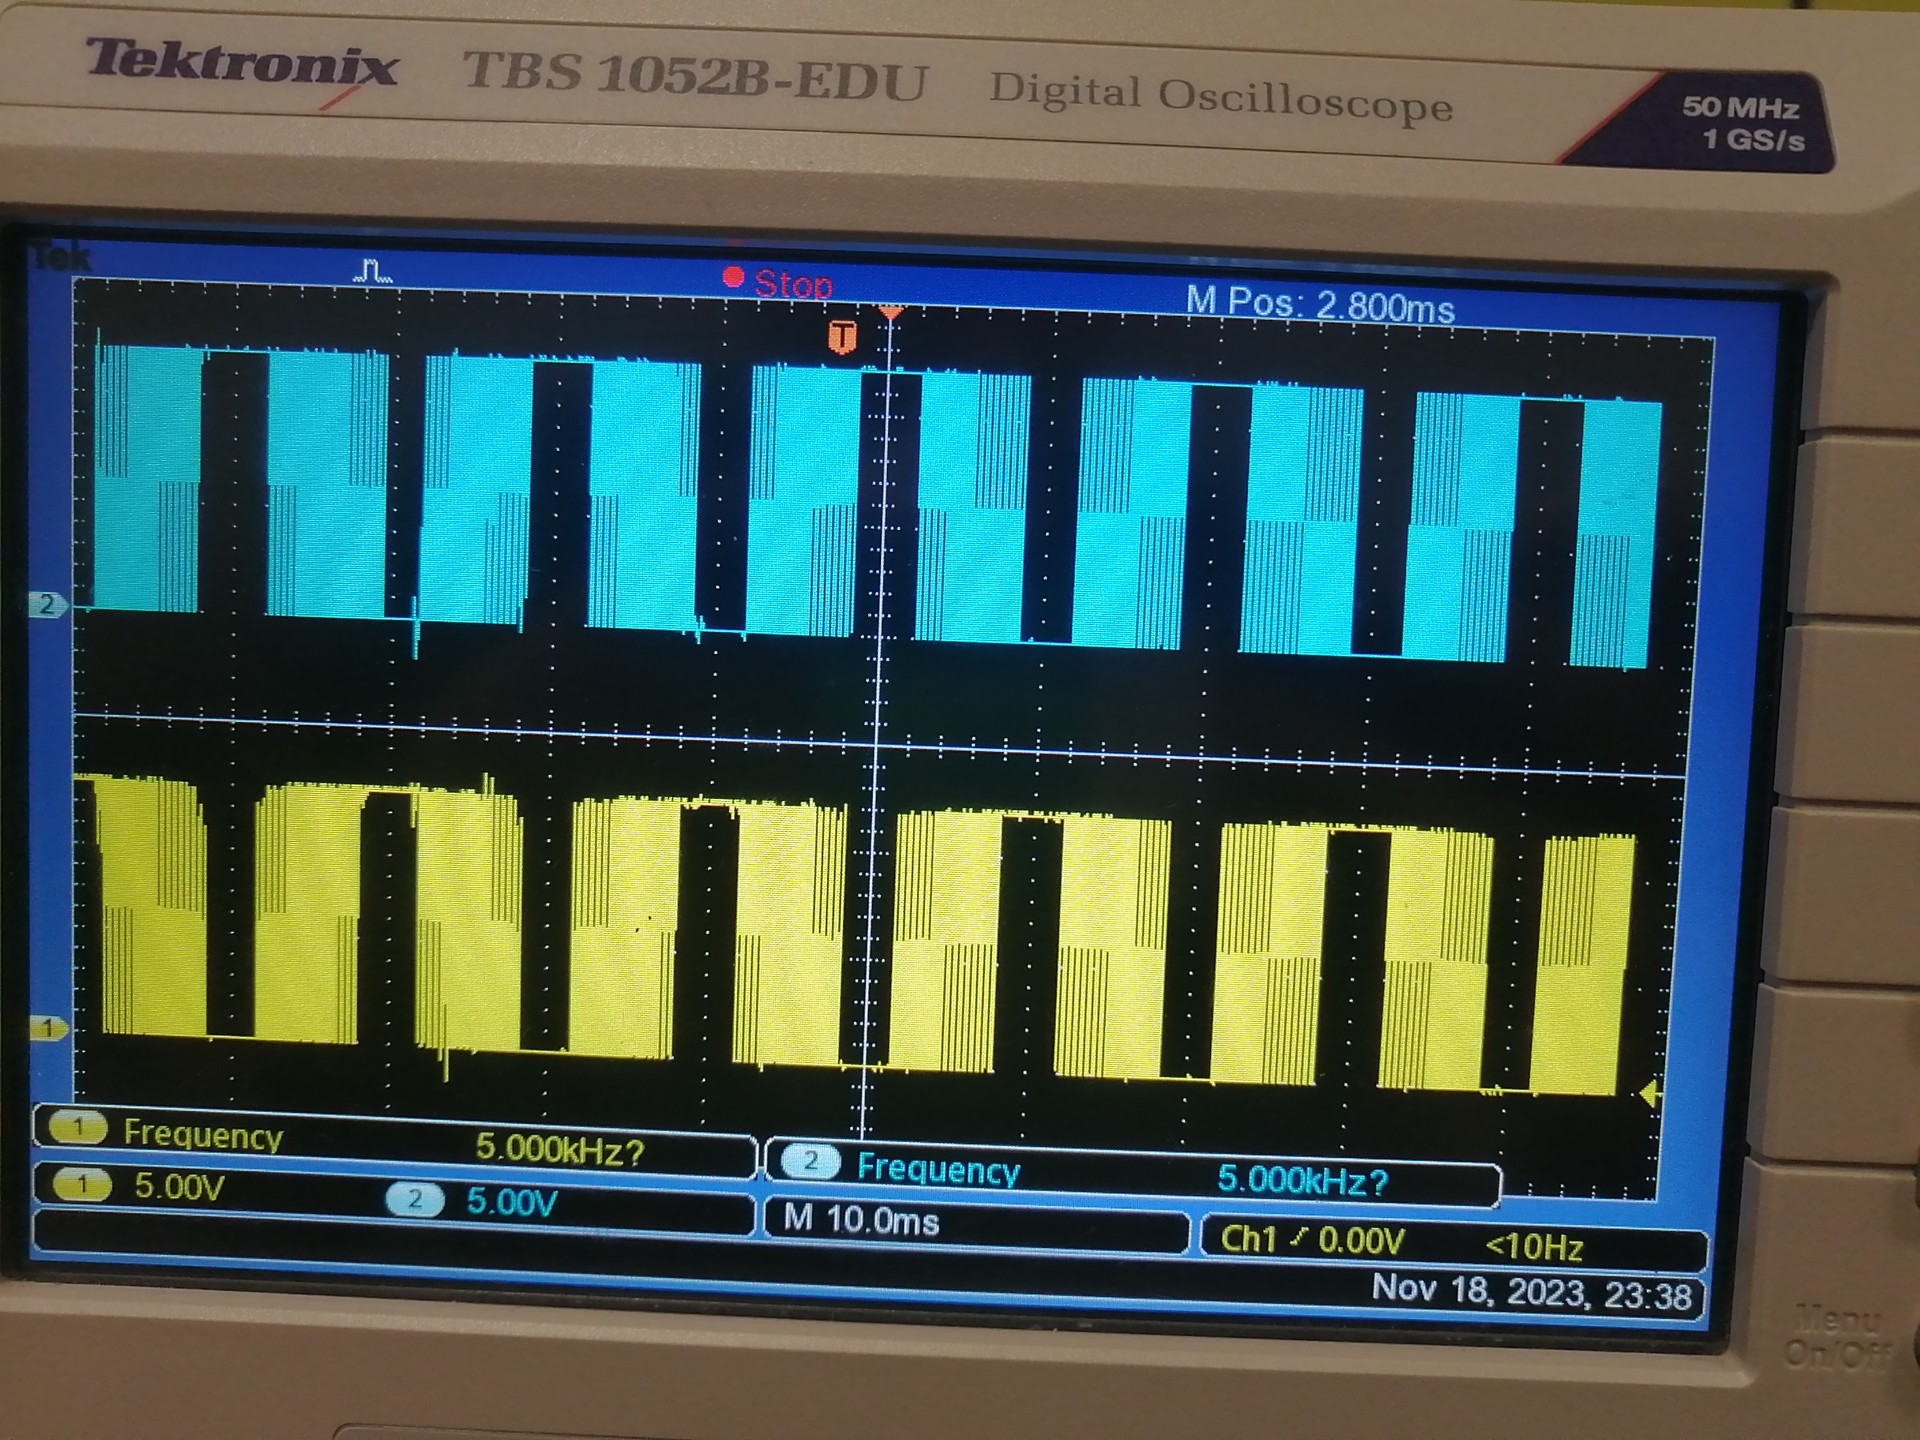 Tektronix TBS 1052B-EDU Digital Oscilloscope
50 MHz
1 GS/s
Tek
Stop
M Pos: 2.800ms
T
2
1
1 Frequency 5.000kHz?
2 Frequency 5.000kHz?
1 5.00V 2 5.00V
M 10.0ms
Ch1 0.00V <10Hz
Nov 18, 2023, 23:38
Menu
On/Off